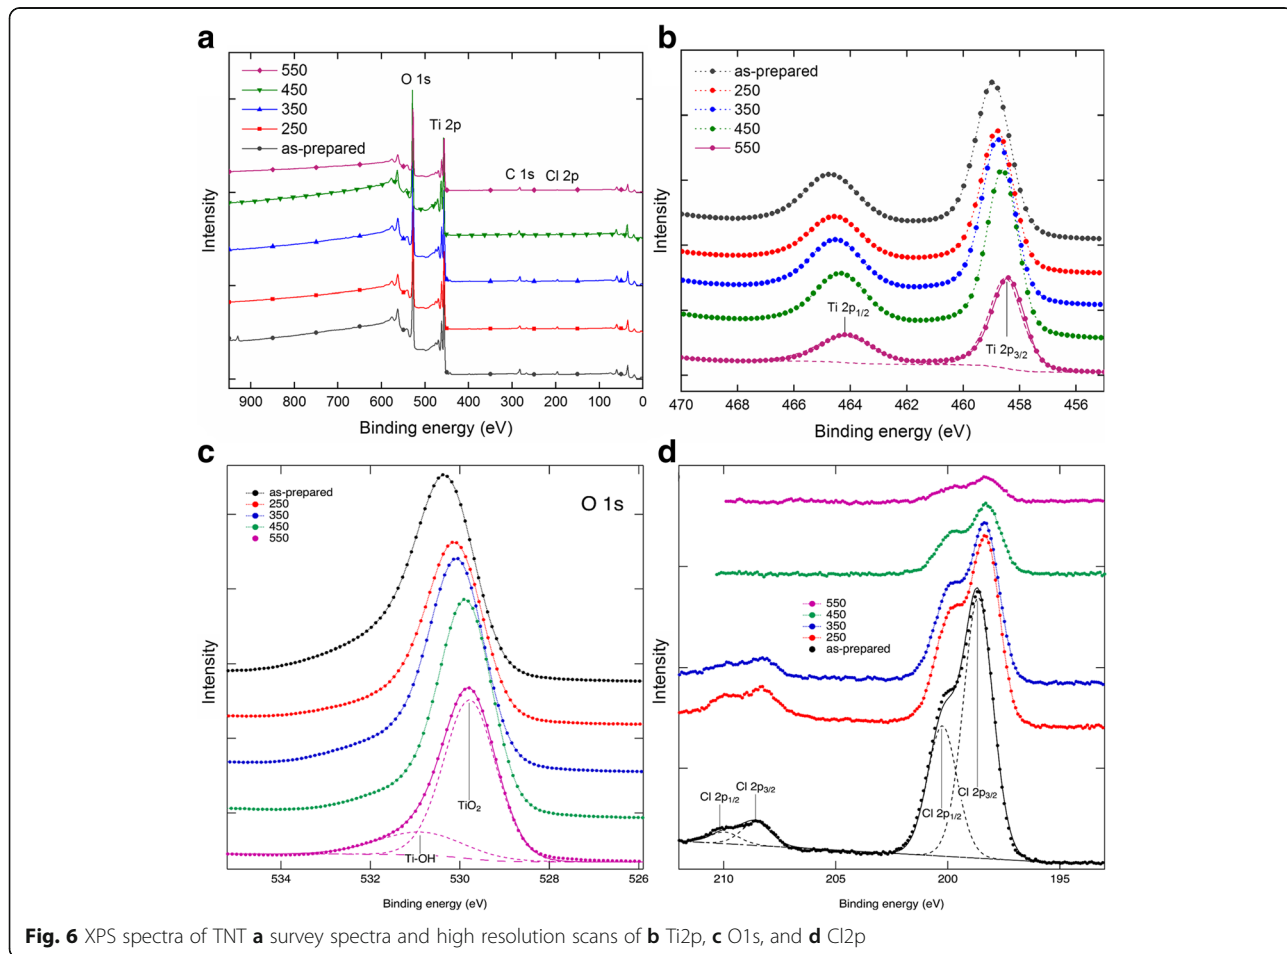 a
550
450
350
250
as-prepared
O 1s
Ti 2p
C 1s Cl 2p
Intensity
900 800 700 600 500 400 300 200 100 0
Binding energy (eV)
b
as-prepared
250
350
450
550
Ti 2p1/2
Ti 2p3/2
Intensity
470 468 466 464 462 460 458 456
Binding energy (eV)
c
as-prepared
250
350
450
550
O 1s
TiO2
Ti-OH
Intensity
534 532 530 528 526
Binding energy (eV)
d
550
450
350
250
as-prepared
Cl 2p3/2
Cl 2p1/2
Cl 2p3/2
Cl 2p1/2
Intensity
210 205 200 195
Binding energy (eV)
Fig. 6 XPS spectra of TNT a survey spectra and high resolution scans of b Ti2p, c O1s, and d Cl2p